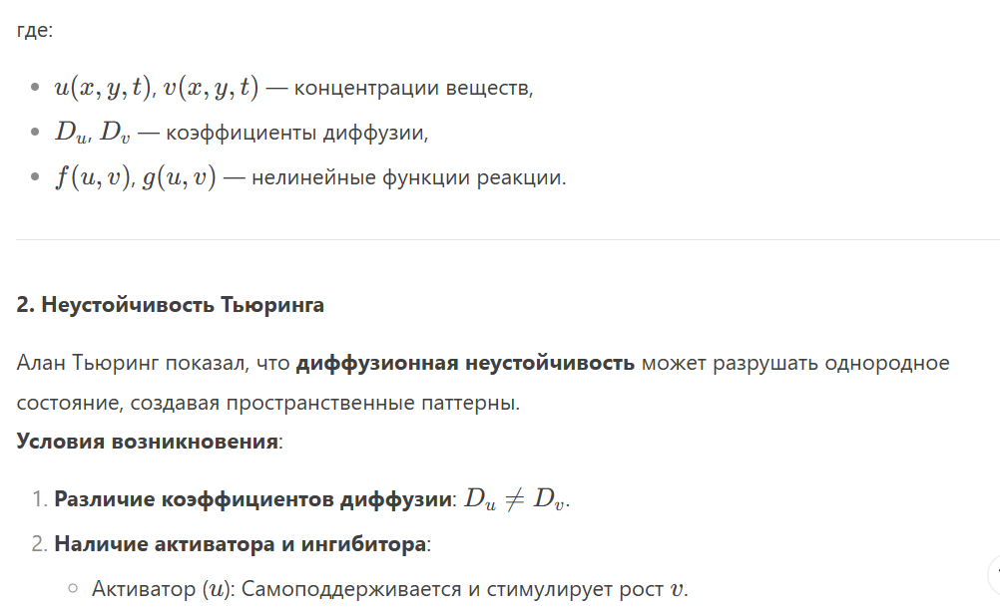 где:
• u(x, y, t), v(x, y, t) — концентрации веществ,
• D_u, D_v — коэффициенты диффузии,
• f(u, v), g(u, v) — нелинейные функции реакции.
2. Неустойчивость Тьюринга
Алан Тьюринг показал, что диффузионная неустойчивость может разрушать однородное
состояние, создавая пространственные паттерны.
Условия возникновения:
1. Различие коэффициентов диффузии: D_u ≠ D_v.
2. Наличие активатора и ингибитора:
◦ Активатор (u): Самоподдерживается и стимулирует рост v.